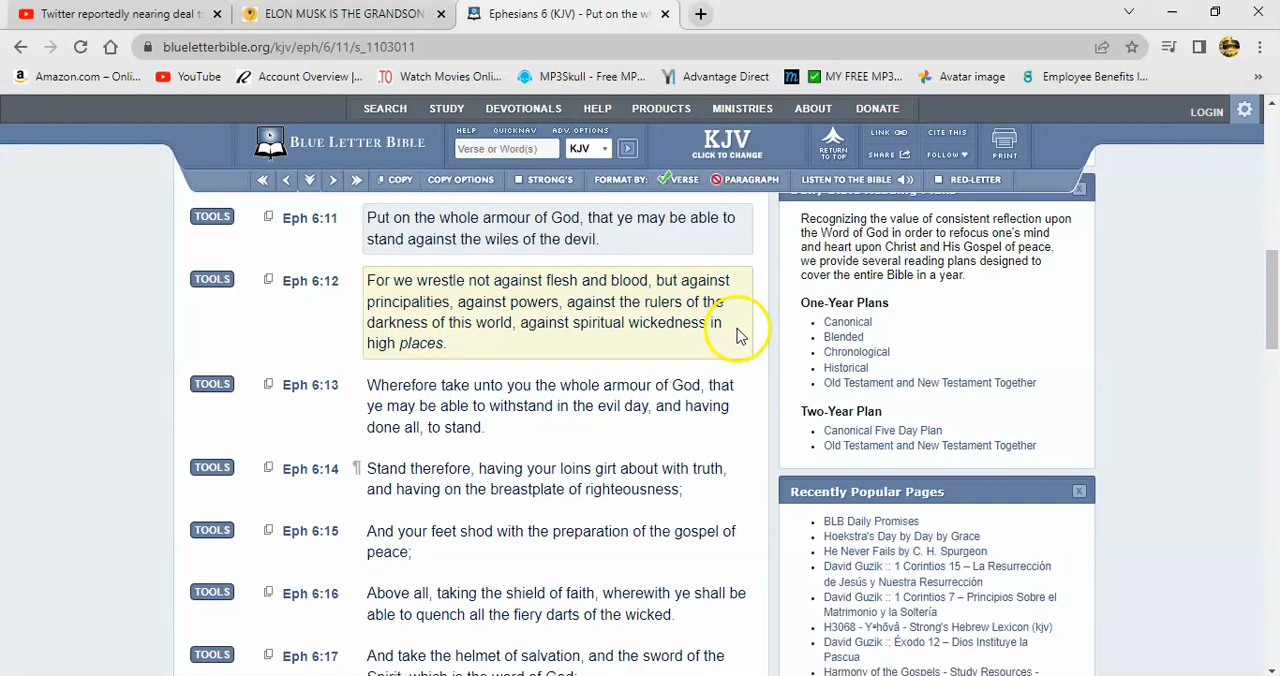 Twitter reportedly nearing deal to
ELON MUSK IS THE GRANDSON
Ephesians 6 (KJV) - Put on the wh
blueletterbible.org/kjv/eph/6/11/s_1103011
Amazon.com – Onli...
YouTube
Account Overview |...
Watch Movies Onl...
MP3Skull - Free MP...
Advantage Direct
MY FREE MP3...
Avatar image
Employee Benefits I...
SEARCH STUDY DEVOTIONALS HELP PRODUCTS MINISTRIES ABOUT DONATE
LOGIN
BLUE LETTER BIBLE
HELP QUICKNAV ADV. OPTIONS
Verse or Word(s) KJV
KJV
CLICK TO CHANGE
RETURN
TO TOP
LINK CITE THIS
SHARE FOLLOW
PRINT
COPY COPY OPTIONS STRONG'S FORMAT BY: VERSE PARAGRAPH LISTEN TO THE BIBLE RED-LETTER
TOOLS Eph 6:11 Put on the whole armour of God, that ye may be able to
stand against the wiles of the devil.
TOOLS Eph 6:12 For we wrestle not against flesh and blood, but against
principalities, against powers, against the rulers of the
darkness of this world, against spiritual wickedness in
high places.
TOOLS Eph 6:13 Wherefore take unto you the whole armour of God, that
ye may be able to withstand in the evil day, and having
done all, to stand.
TOOLS Eph 6:14 ¶ Stand therefore, having your loins girt about with truth,
and having on the breastplate of righteousness;
TOOLS Eph 6:15 And your feet shod with the preparation of the gospel of
peace;
TOOLS Eph 6:16 Above all, taking the shield of faith, wherewith ye shall be
able to quench all the fiery darts of the wicked.
TOOLS Eph 6:17 And take the helmet of salvation, and the sword of the
Spirit, which is the word of God:
Recognizing the value of consistent reflection upon
the Word of God in order to refocus one's mind
and heart upon Christ and His Gospel of peace,
we provide several reading plans designed to
cover the entire Bible in a year.
One-Year Plans
Canonical
Blended
Chronological
Historical
Old Testament and New Testament Together
Two-Year Plan
Canonical Five Day Plan
Old Testament and New Testament Together
Recently Popular Pages
BLB Daily Promises
Hoekstra's Day by Day by Grace
He Never Fails by C. H. Spurgeon
David Guzik :: 1 Corintios 15 – La Resurrección
de Jesús y Nuestra Resurrección
David Guzik :: 1 Corintios 7 – Principios Sobre el
Matrimonio y la Soltería
H3068 - Yᵊhōvâ - Strong's Hebrew Lexicon (kjv)
David Guzik :: Éxodo 12 – Dios Instituye la
Pascua
Harmony of the Gospels - Study Resources -